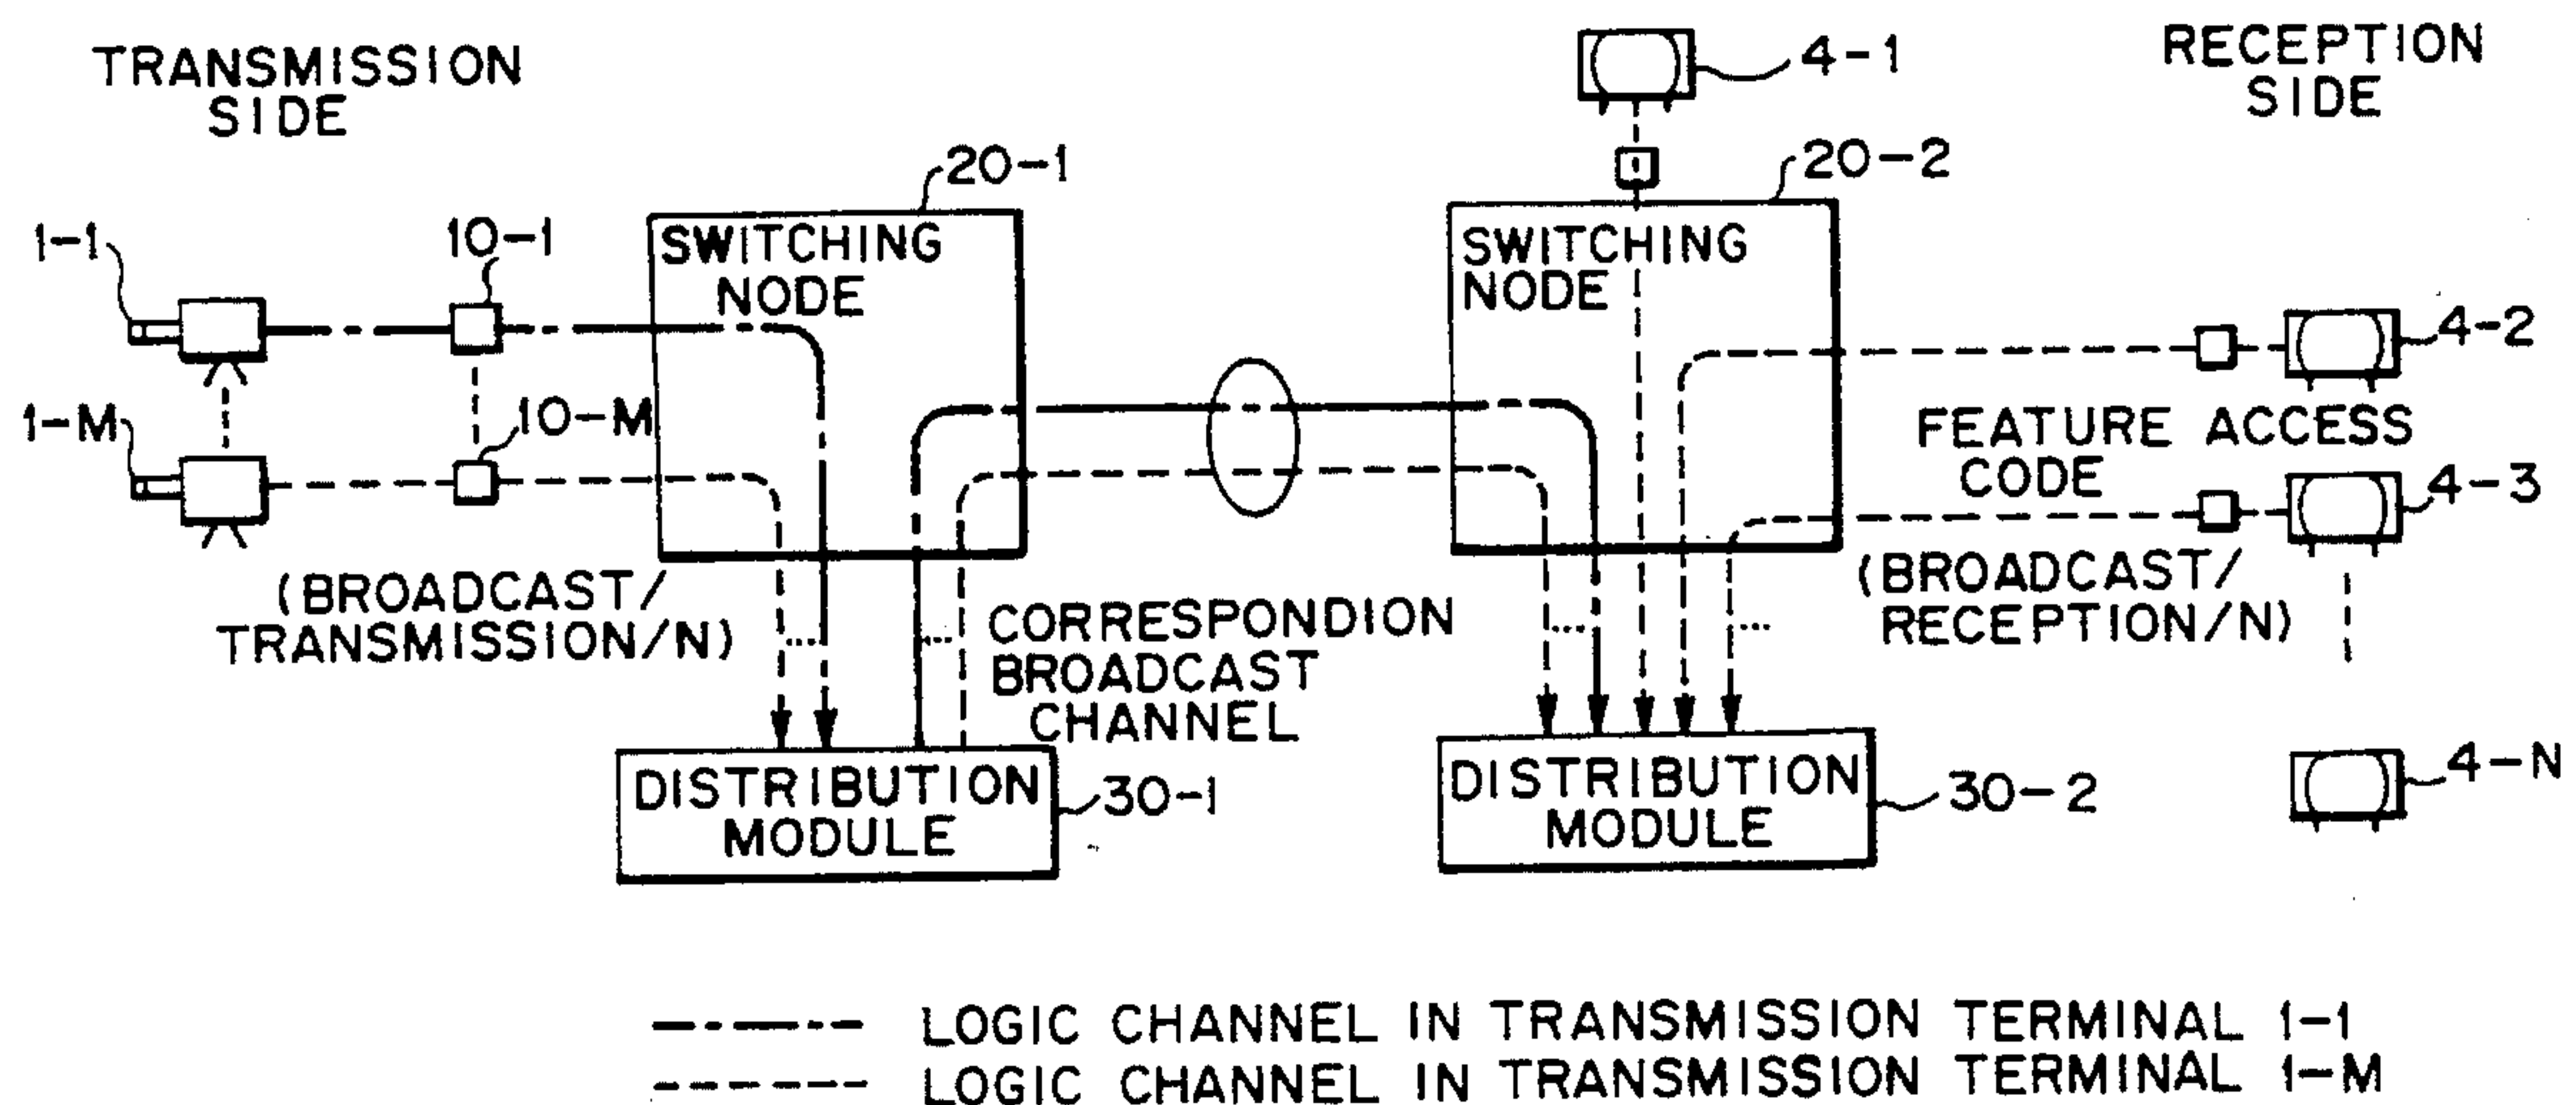 TRANSMISSION
SIDE
4-1
RECEPTION
SIDE
20-1
20-2
1-1
10-1
SWITCHING
NODE
SWITCHING
NODE
4-2
1-M
10-M
FEATURE ACCESS
CODE
4-3
(BROADCAST/
TRANSMISSION/N)
CORRESPONDION
BROADCAST
CHANNEL
(BROADCAST/
RECEPTION/N)
DISTRIBUTION
MODULE
30-1
DISTRIBUTION
MODULE
30-2
4-N
LOGIC CHANNEL IN TRANSMISSION TERMINAL 1-1
LOGIC CHANNEL IN TRANSMISSION TERMINAL 1-M